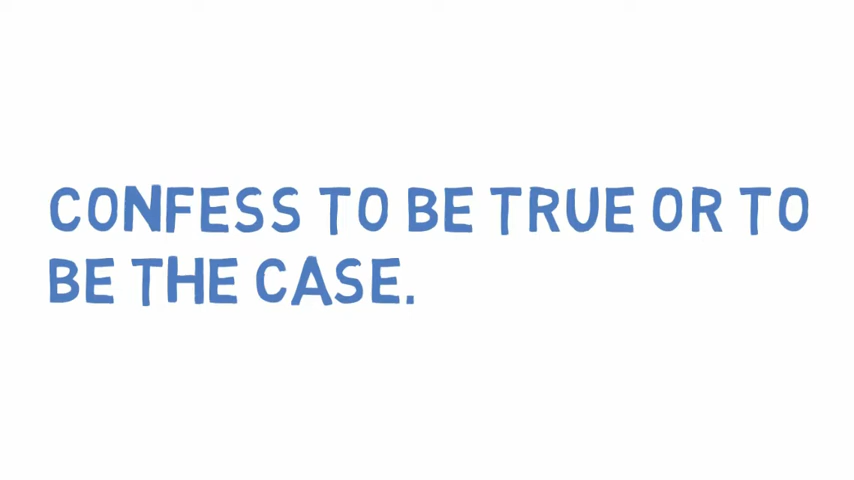 CONFESS TO BE TRUE OR TO
BE THE CASE.